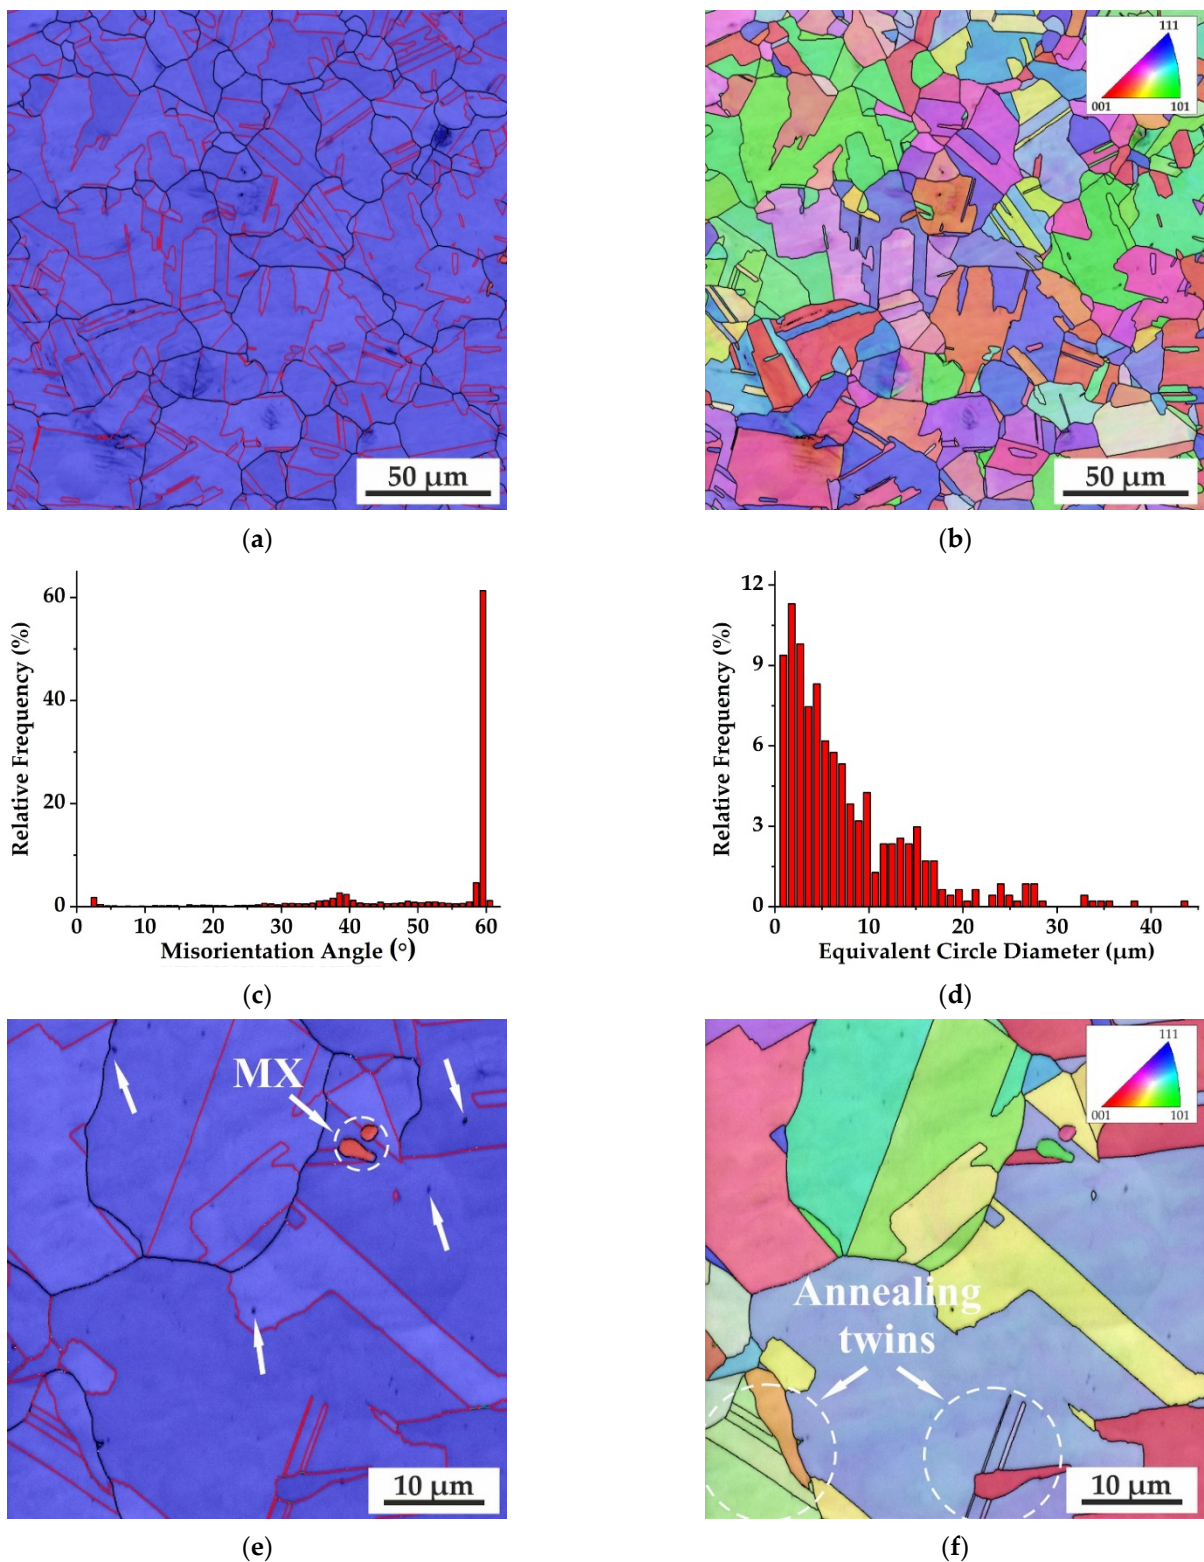 111
001 101
50 μm
50 μm
(a)
(b)
60
40
20
0
Relative Frequency (%)
0 10 20 30 40 50 60
Misorientation Angle (°)
12
9
6
3
0
Relative Frequency (%)
0 10 20 30 40
Equivalent Circle Diameter (μm)
(c)
(d)
MX
10 μm
111
001 101
Annealing
twins
10 μm
(e)
(f)